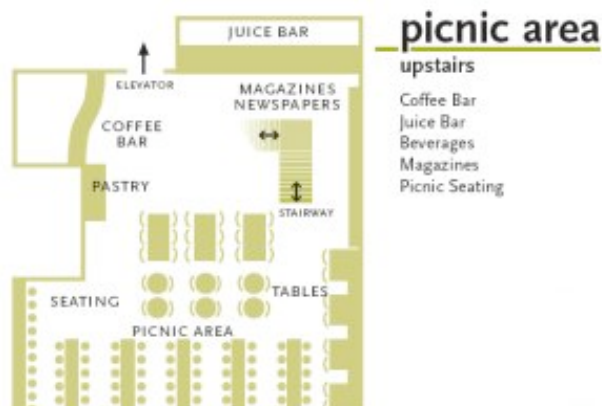 JUICE BAR
picnic area
upstairs
ELEVATOR
MAGAZINES
NEWSPAPERS
Coffee Bar
Juice Bar
Beverages
Magazines
Picnic Seating
COFFEE
BAR
PASTRY
STAIRWAY
SEATING
TABLES
PICNIC AREA